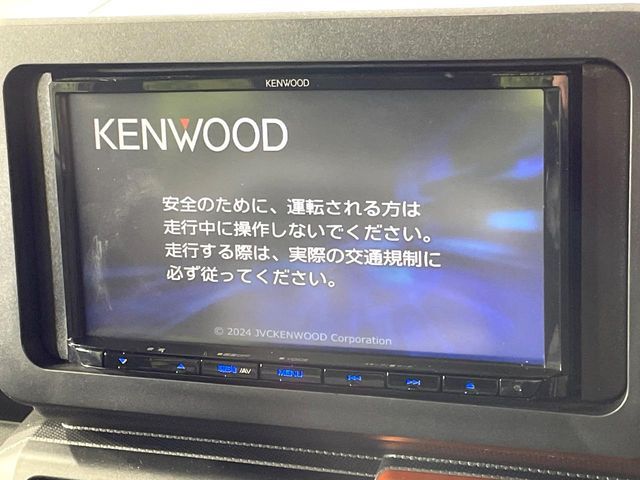 KENWOOD
KENWOOD
安全のために、運転される方は
走行中に操作しないでください。
走行する際は、実際の交通規制に
必ず従ってください。
© 2024 JVCKENWOOD Corporation
/AV MENU